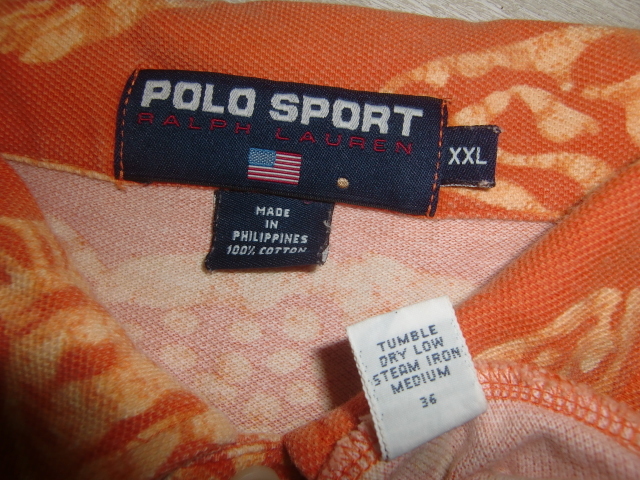 POLO SPORT
RALPH LAUREN
XXL
MADE
IN
PHILIPPINES
100% COTTON
TUMBLE
DRY LOW
STEAM IRON
MEDIUM
36